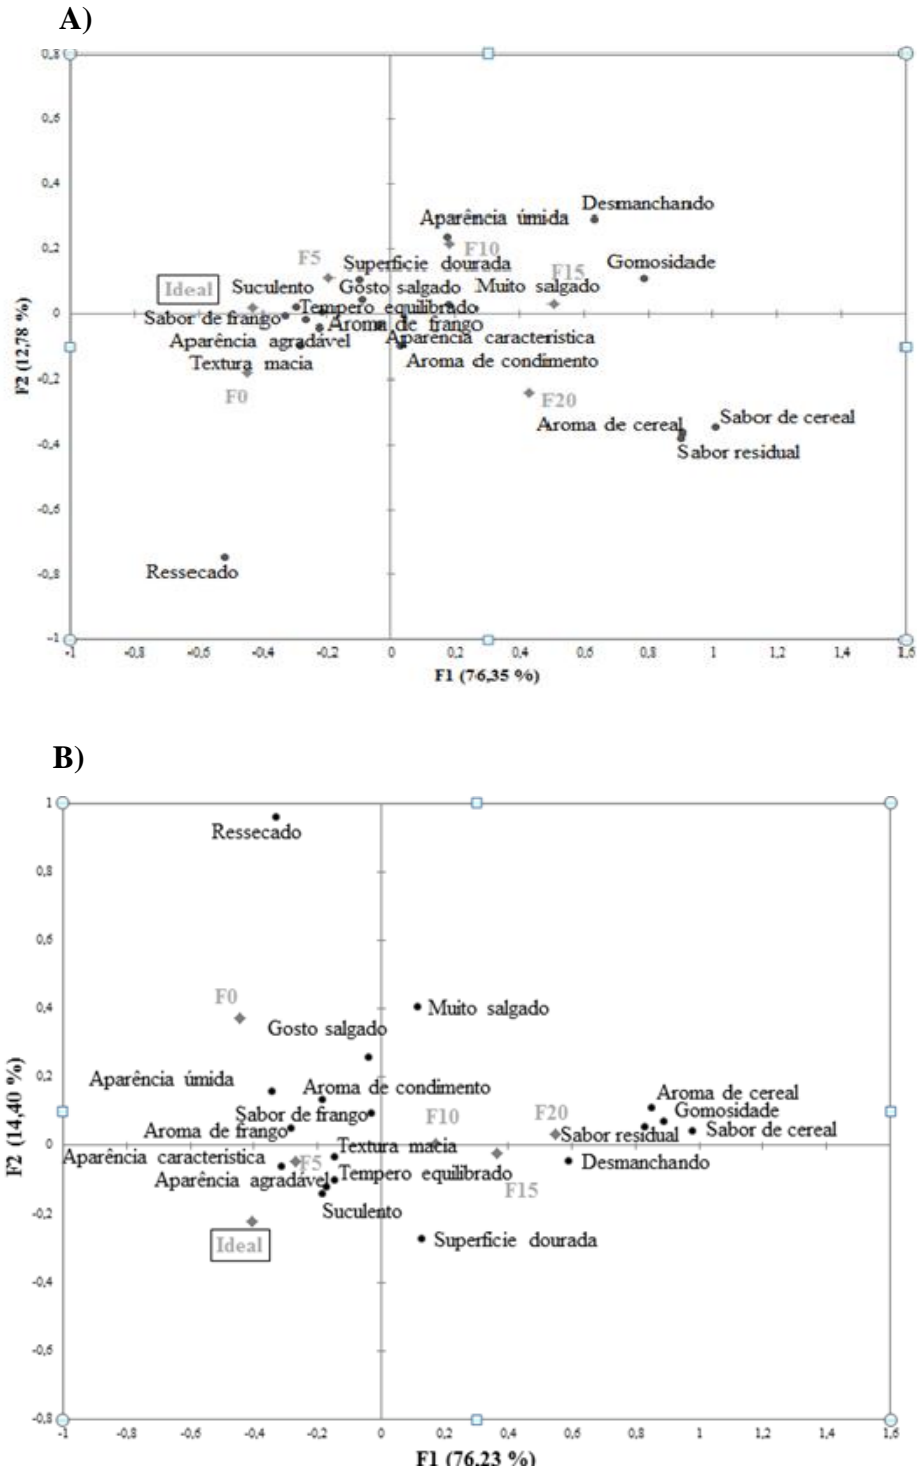 A)
0,8
0,6
0,4
Desmanchando
Aparência úmida
0,2
F10
F5
Superfície dourada
Gomosidade
F15
Ideal
Suculento
Gosto salgado
Muito salgado
0
Sabor de frango
Tempero equilibrado
Aroma de frango
Aparência agradável
Aparência característica
Textura macia
Aroma de condimento
-0,2
F0
F20
Aroma de cereal
Sabor de cereal
-0,4
Sabor residual
-0,6
Ressecado
-0,8
-1
F2 (12,78 %)
-1 -0,8 -0,6 -0,4 -0,2 0 0,2 0,4 0,6 0,8 1 1,2 1,4 1,6
F1 (76,35 %)
B)
1
Ressecado
0,8
0,6
F0
0,4
Muito salgado
Gosto salgado
0,2
Aparência úmida
Aroma de condimento
Aroma de cereal
Sabor de frango
F10
F20
Gomosidade
Aroma de frango
Sabor residual
Sabor de cereal
0
Textura macia
Aparência característica
F5
Desmanchando
Aparência agradável
Tempero equilibrado
F15
-0,2
Suculento
Ideal
Superfície dourada
-0,4
-0,6
-0,8
F2 (14,40 %)
-1 -0,8 -0,6 -0,4 -0,2 0 0,2 0,4 0,6 0,8 1 1,2 1,4 1,6
F1 (76,23 %)